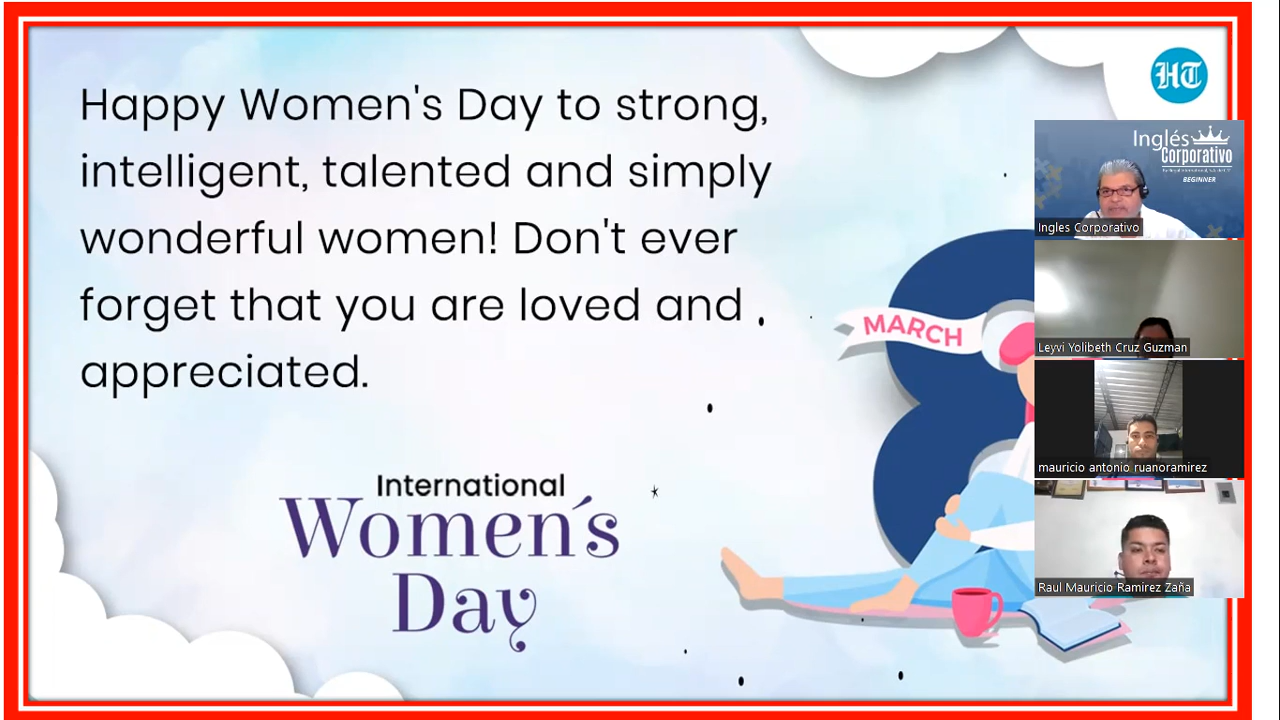 Happy Women's Day to strong,
intelligent, talented and simply
wonderful women! Don't ever
forget that you are loved and
appreciated.
International
Women's
Day
MARCH
HT
Inglés
Corporativo
BEGINNER
Ingles Corporativo
Leyvi Yolibeth Cruz Guzman
mauricio antonio ruanoramirez
Raul Mauricio Ramirez Zaña